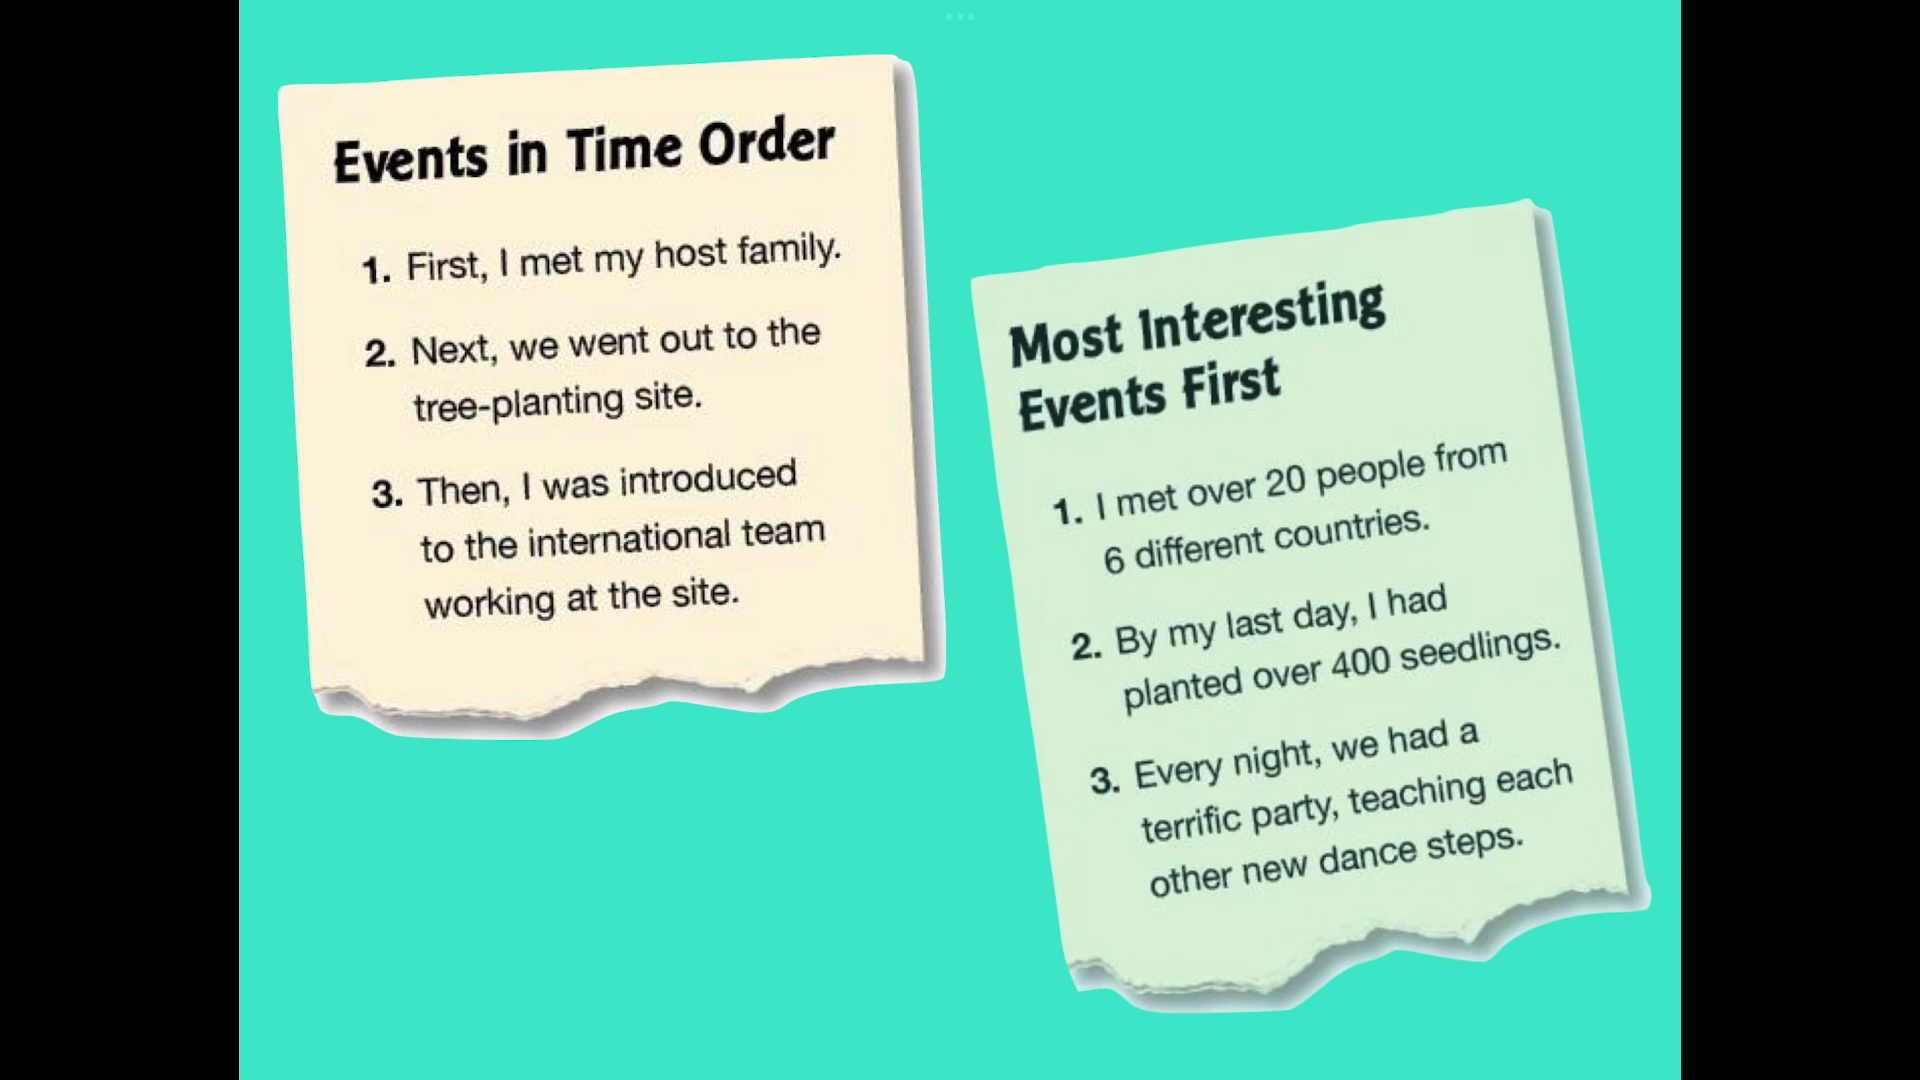 Events in Time Order
1. First, I met my host family.
2. Next, we went out to the
tree-planting site.
3. Then, I was introduced
to the international team
working at the site.
Most Interesting
Events First
1. I met over 20 people from
6 different countries.
2. By my last day, I had
planted over 400 seedlings.
3. Every night, we had a
terrific party, teaching each
other new dance steps.